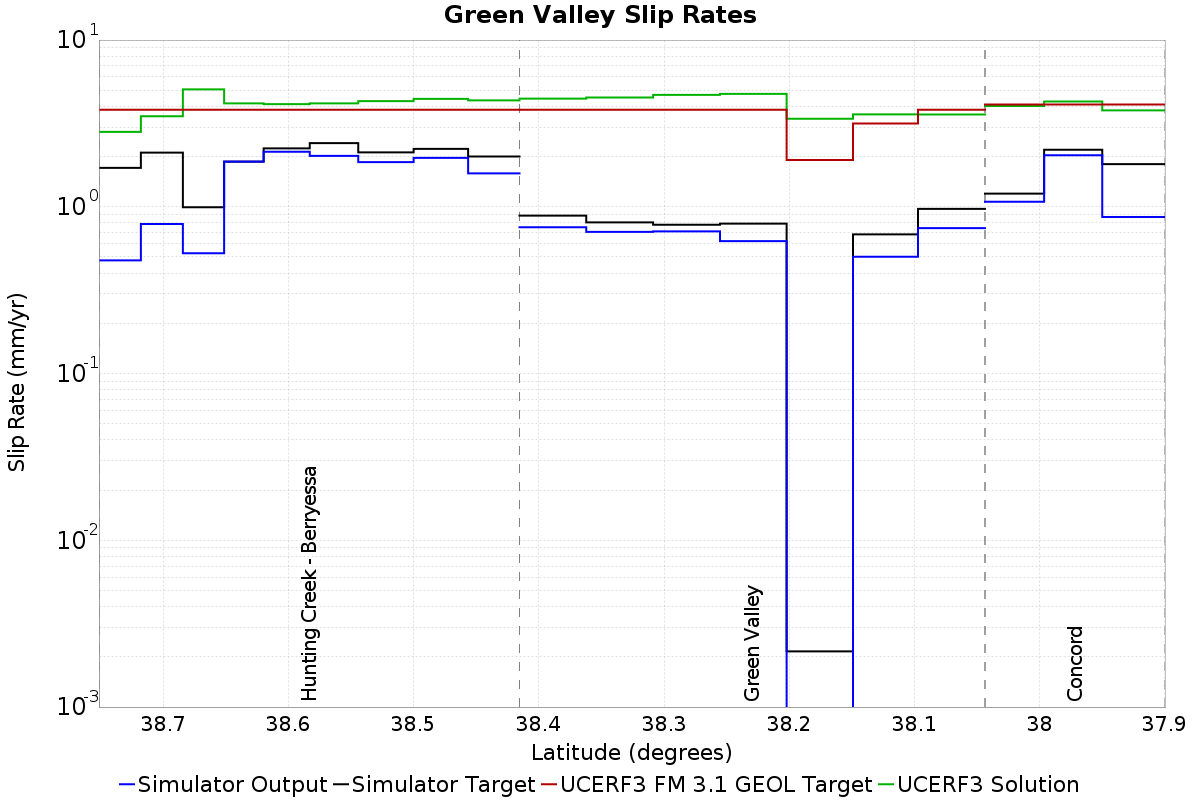 Green Valley Slip Rates
10^1
10^0
10^-1
10^-2
10^-3
Slip Rate (mm/yr)
Hunting Creek - Berryessa
Green Valley
Concord
38.7 38.6 38.5 38.4 38.3 38.2 38.1 38 37.9
Latitude (degrees)
Simulator Output Simulator Target UCERF3 FM 3.1 GEOL Target UCERF3 Solution